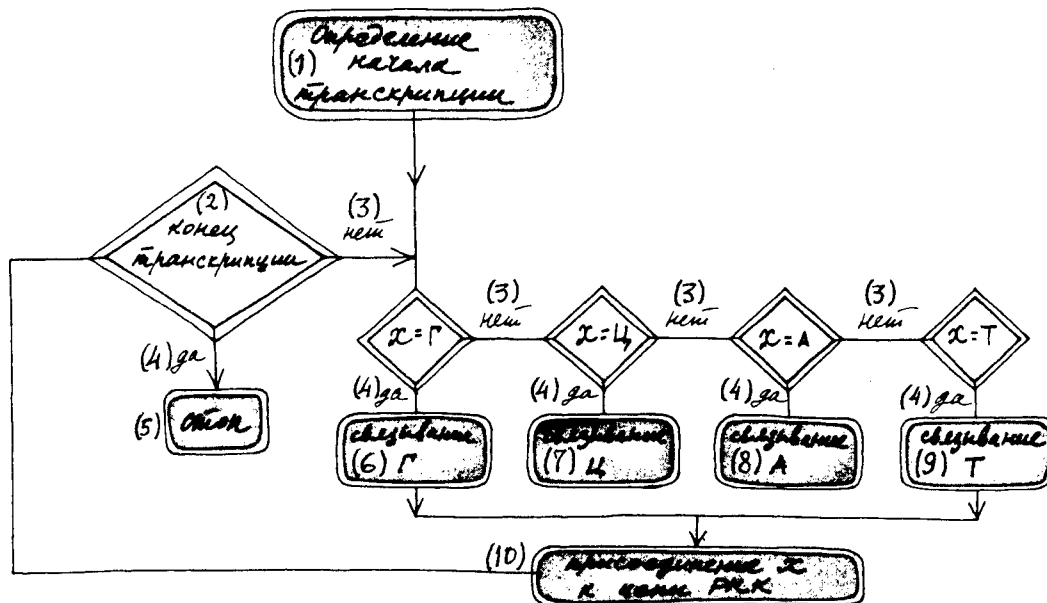 Определение
(1) начала
транскрипции
(2)
конец
транскрипции
(3)
нет
(4) да
(5) стоп
x=Г
(3)
нет
x=Ц
(3)
нет
x=А
(3)
нет
x=Т
(4) да
(4) да
(4) да
(4) да
связывание
(6) Г
связывание
(7) Ц
связывание
(8) А
связывание
(9) Т
(10) присоединение x
к цепи РНК